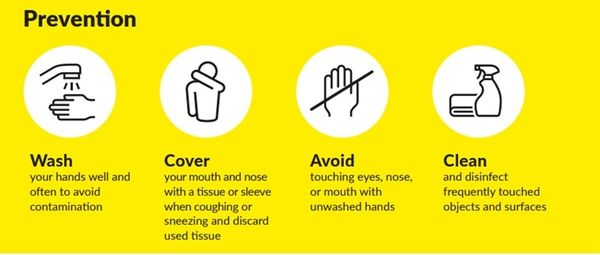 Prevention
Wash
your hands well and
often to avoid
contamination
Cover
your mouth and nose
with a tissue or sleeve
when coughing or
sneezing and discard
used tissue
Avoid
touching eyes, nose,
or mouth with
unwashed hands
Clean
and disinfect
frequently touched
objects and surfaces